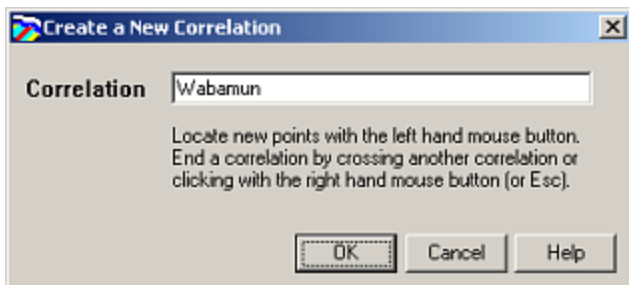 Create a New Correlation
Correlation Wabamun
Locate new points with the left hand mouse button.
End a correlation by crossing another correlation or
clicking with the right hand mouse button (or Esc).
OK Cancel Help